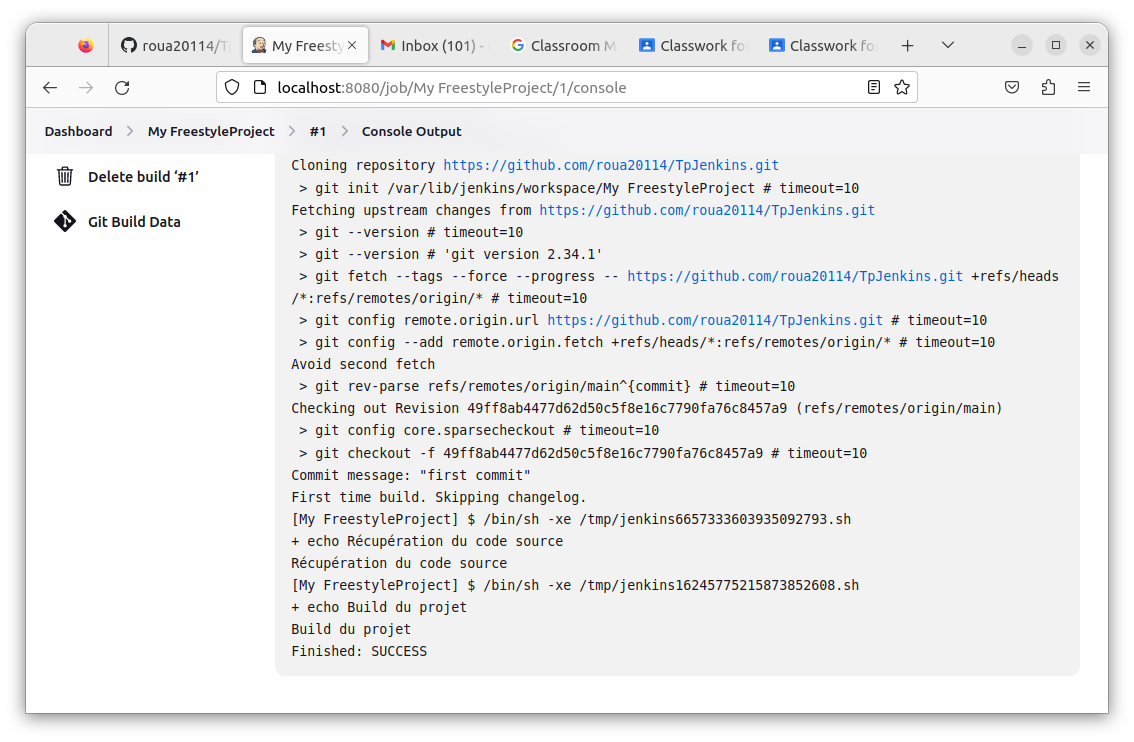 roua20114/T
My Freesty
Inbox (101) -
Classroom M
Classwork fo
Classwork fo
localhost:8080/job/My FreestyleProject/1/console
Dashboard
My FreestyleProject
#1
Console Output
Delete build ‘#1’
Git Build Data
Cloning repository https://github.com/roua20114/TpJenkins.git
> git init /var/lib/jenkins/workspace/My FreestyleProject # timeout=10
Fetching upstream changes from https://github.com/roua20114/TpJenkins.git
> git --version # timeout=10
> git --version # 'git version 2.34.1'
> git fetch --tags --force --progress -- https://github.com/roua20114/TpJenkins.git +refs/heads
/*:refs/remotes/origin/* # timeout=10
> git config remote.origin.url https://github.com/roua20114/TpJenkins.git # timeout=10
> git config --add remote.origin.fetch +refs/heads/*:refs/remotes/origin/* # timeout=10
Avoid second fetch
> git rev-parse refs/remotes/origin/main^{commit} # timeout=10
Checking out Revision 49ff8ab4477d62d50c5f8e16c7790fa76c8457a9 (refs/remotes/origin/main)
> git config core.sparsecheckout # timeout=10
> git checkout -f 49ff8ab4477d62d50c5f8e16c7790fa76c8457a9 # timeout=10
Commit message: "first commit"
First time build. Skipping changelog.
[My FreestyleProject] $ /bin/sh -xe /tmp/jenkins6657333603935092793.sh
+ echo Récupération du code source
Récupération du code source
[My FreestyleProject] $ /bin/sh -xe /tmp/jenkins16245775215873852608.sh
+ echo Build du projet
Build du projet
Finished: SUCCESS